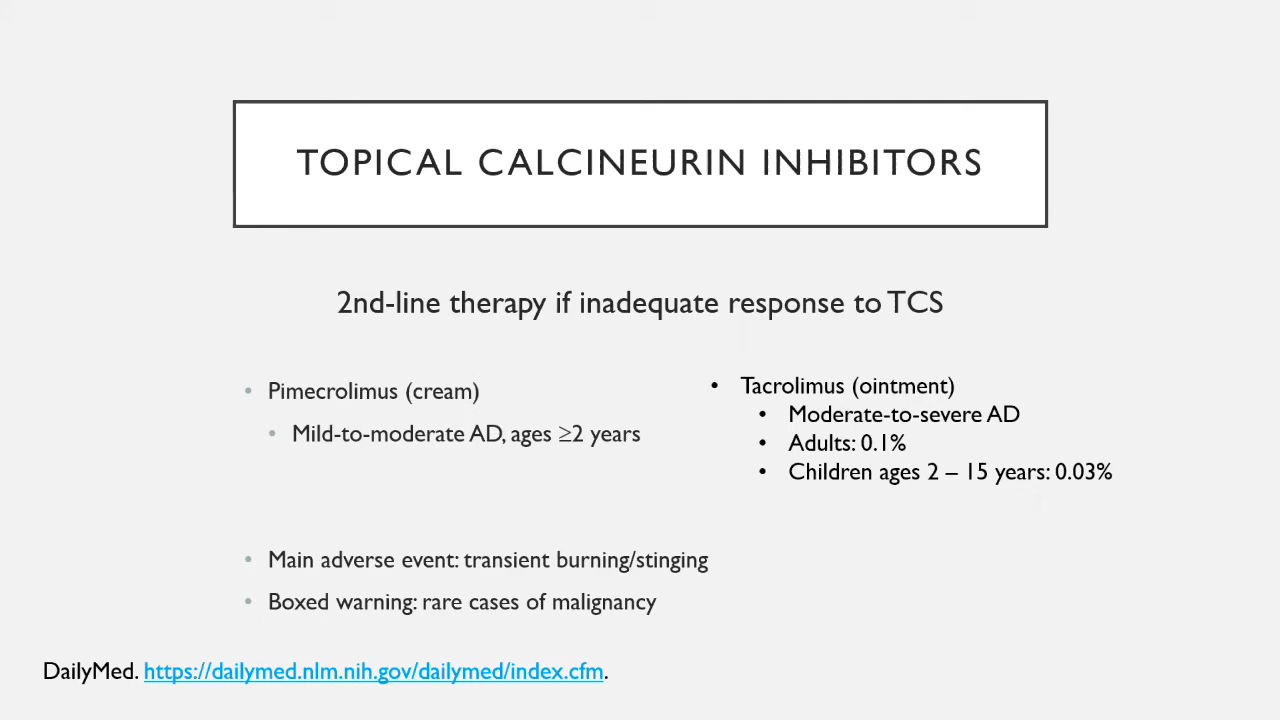 TOPICAL CALCINEURIN INHIBITORS
2nd-line therapy if inadequate response to TCS
• Pimecrolimus (cream)
• Mild-to-moderate AD, ages ≥2 years
• Tacrolimus (ointment)
• Moderate-to-severe AD
• Adults: 0.1%
• Children ages 2 – 15 years: 0.03%
• Main adverse event: transient burning/stinging
• Boxed warning: rare cases of malignancy
DailyMed. https://dailymed.nlm.nih.gov/dailymed/index.cfm.